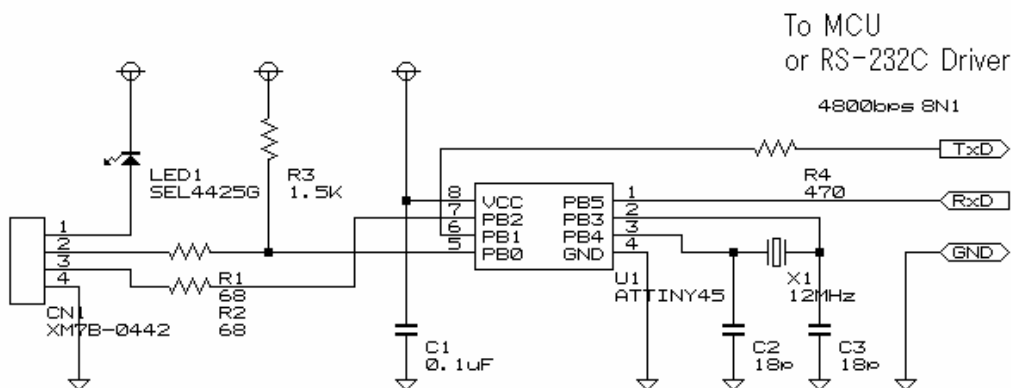 To MCU
or RS-232C Driver
4800bps 8N1
TxD
LED1
SEL4425G
R3
1.5K
R4
470
8 VCC PB5 1
7 PB2 PB3 2
6 PB1 PB4 3
5 PB0 GND 4
RxD
GND
1
2
3
4
U1
ATTINY45
X1
12MHz
R1
68
R2
68
CN1
XM7B-0442
C1
0.1uF
C2
18p
C3
18p